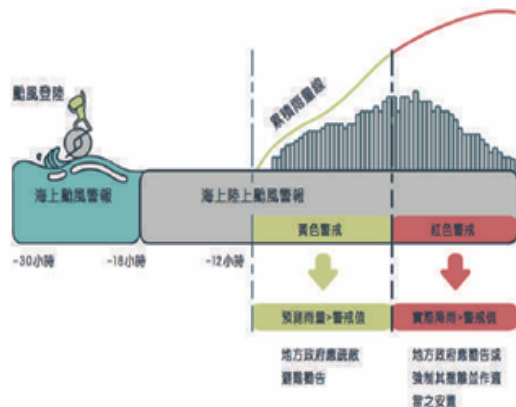 颱風登陸
累積雨量線
海上颱風警報
海上陸上颱風警報
黃色警戒
紅色警戒
-30小時
-18小時
-12小時
預測雨量>警戒值
實際降雨>警戒值
地方政府應疏散
避難勸告
地方政府應勸告或
強制其撤離並作適
當之安置